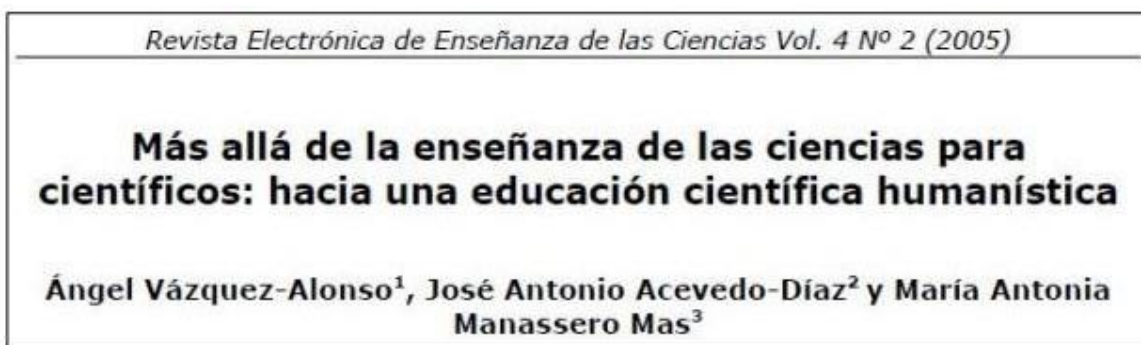 Revista Electrónica de Enseñanza de las Ciencias Vol. 4 Nº 2 (2005)
Más allá de la enseñanza de las ciencias para
científicos: hacia una educación científica humanística
Ángel Vázquez-Alonso¹, José Antonio Acevedo-Díaz² y María Antonia
Manassero Mas³